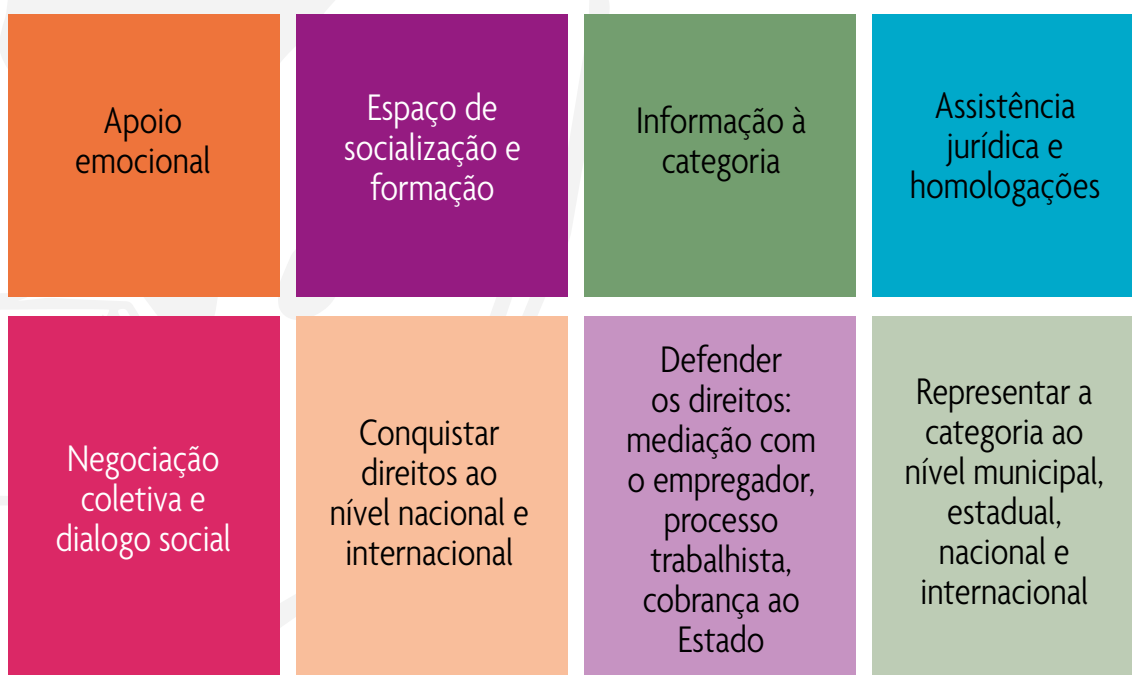 Apoio
emocional
Espaço de
socialização e
formação
Informação à
categoria
Assistência
jurídica e
homologações
Negociação
coletiva e
dialogo social
Conquistar
direitos ao
nível nacional e
internacional
Defender
os direitos:
mediação com
o empregador,
processo
trabalhista,
cobrança ao
Estado
Representar a
categoria ao
nível municipal,
estadual,
nacional e
internacional